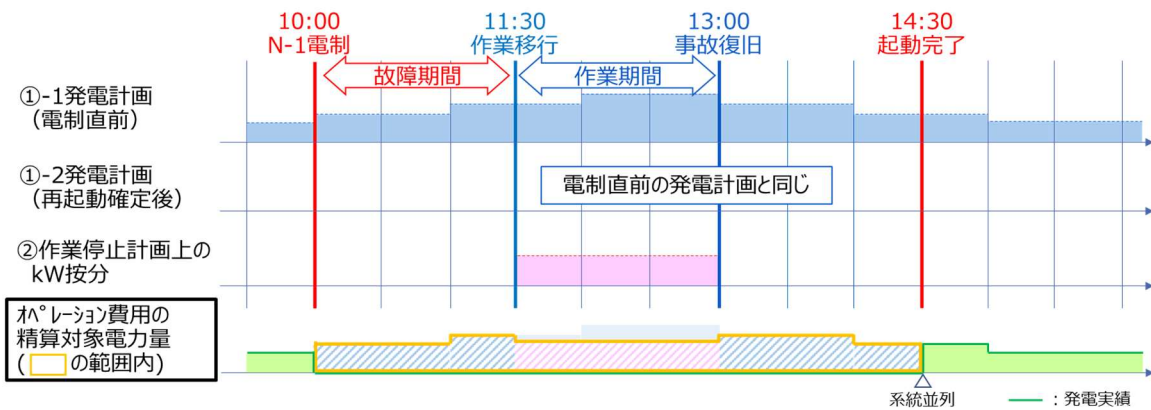 10:00
N-1電制
11:30
作業移行
13:00
事故復旧
14:30
起動完了
故障期間
作業期間
①-1発電計画
（電制直前）
①-2発電計画
（再起動確定後）
電制直前の発電計画と同じ
②作業停止計画上の
kW按分
ｵﾍﾟﾚｰｼｮﾝ費用の
精算対象電力量
( の範囲内)
系統並列
：発電実績